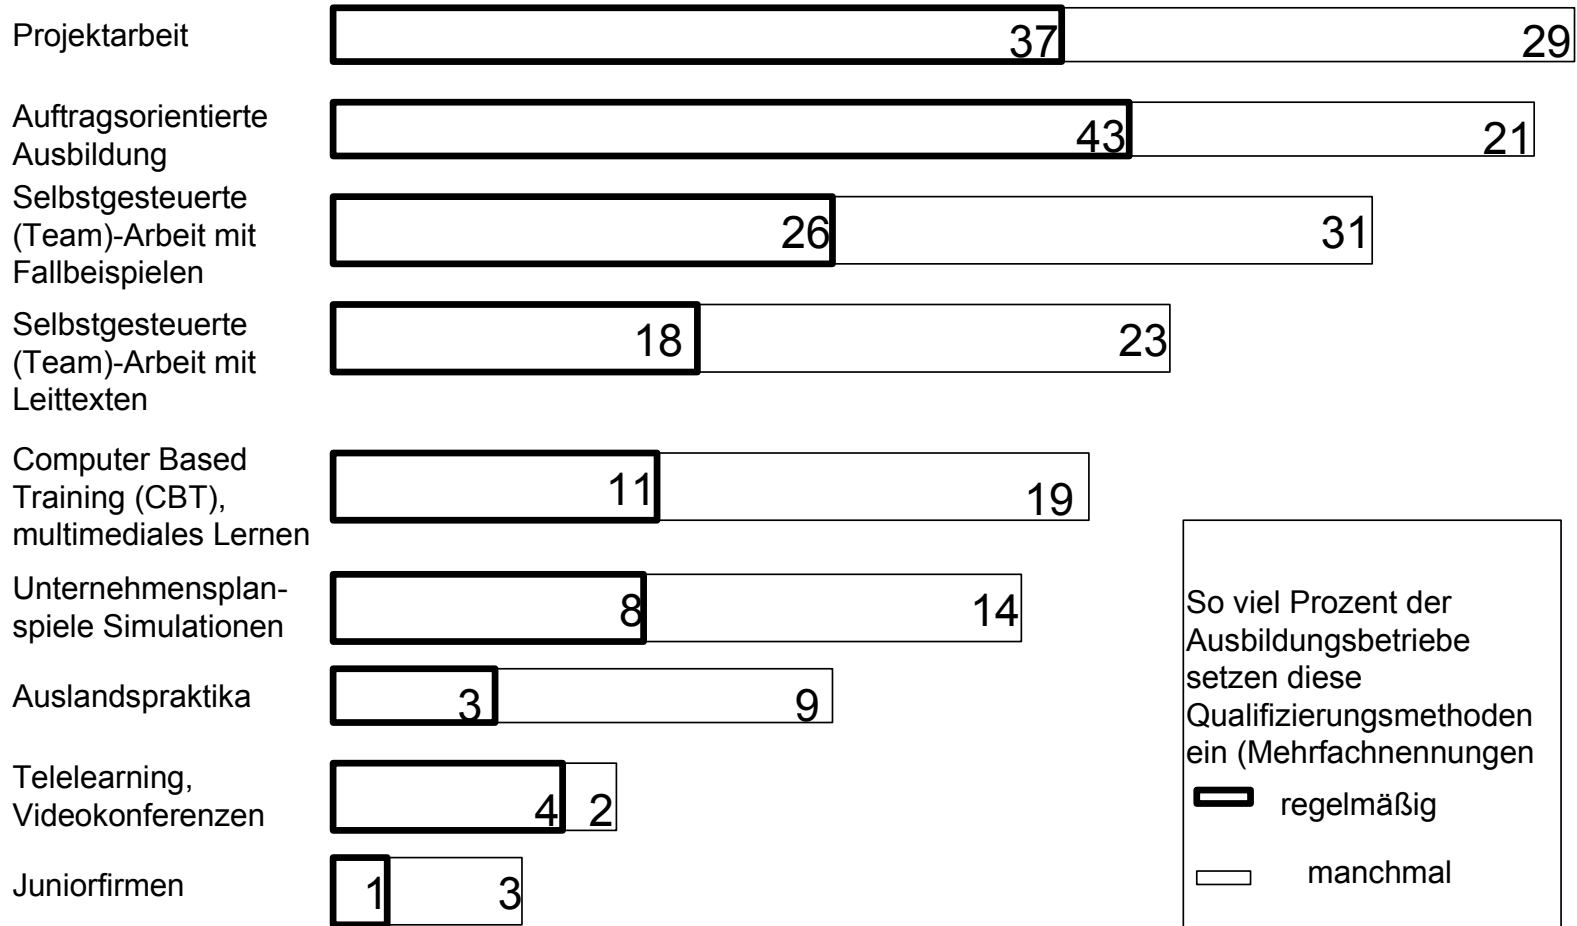 Projektarbeit
37
29
Auftragsorientierte
Ausbildung
43
21
Selbstgesteuerte
(Team)-Arbeit mit
Fallbeispielen
26
31
Selbstgesteuerte
(Team)-Arbeit mit
Leittexten
18
23
Computer Based
Training (CBT),
multimediales Lernen
11
19
Unternehmensplan-
spiele Simulationen
8
14
Auslandspraktika
3
9
Telelearning,
Videokonferenzen
4
2
Juniorfirmen
1
3
So viel Prozent der
Ausbildungsbetriebe
setzen diese
Qualifizierungsmethoden
ein (Mehrfachnennungen
regelmäßig
manchmal